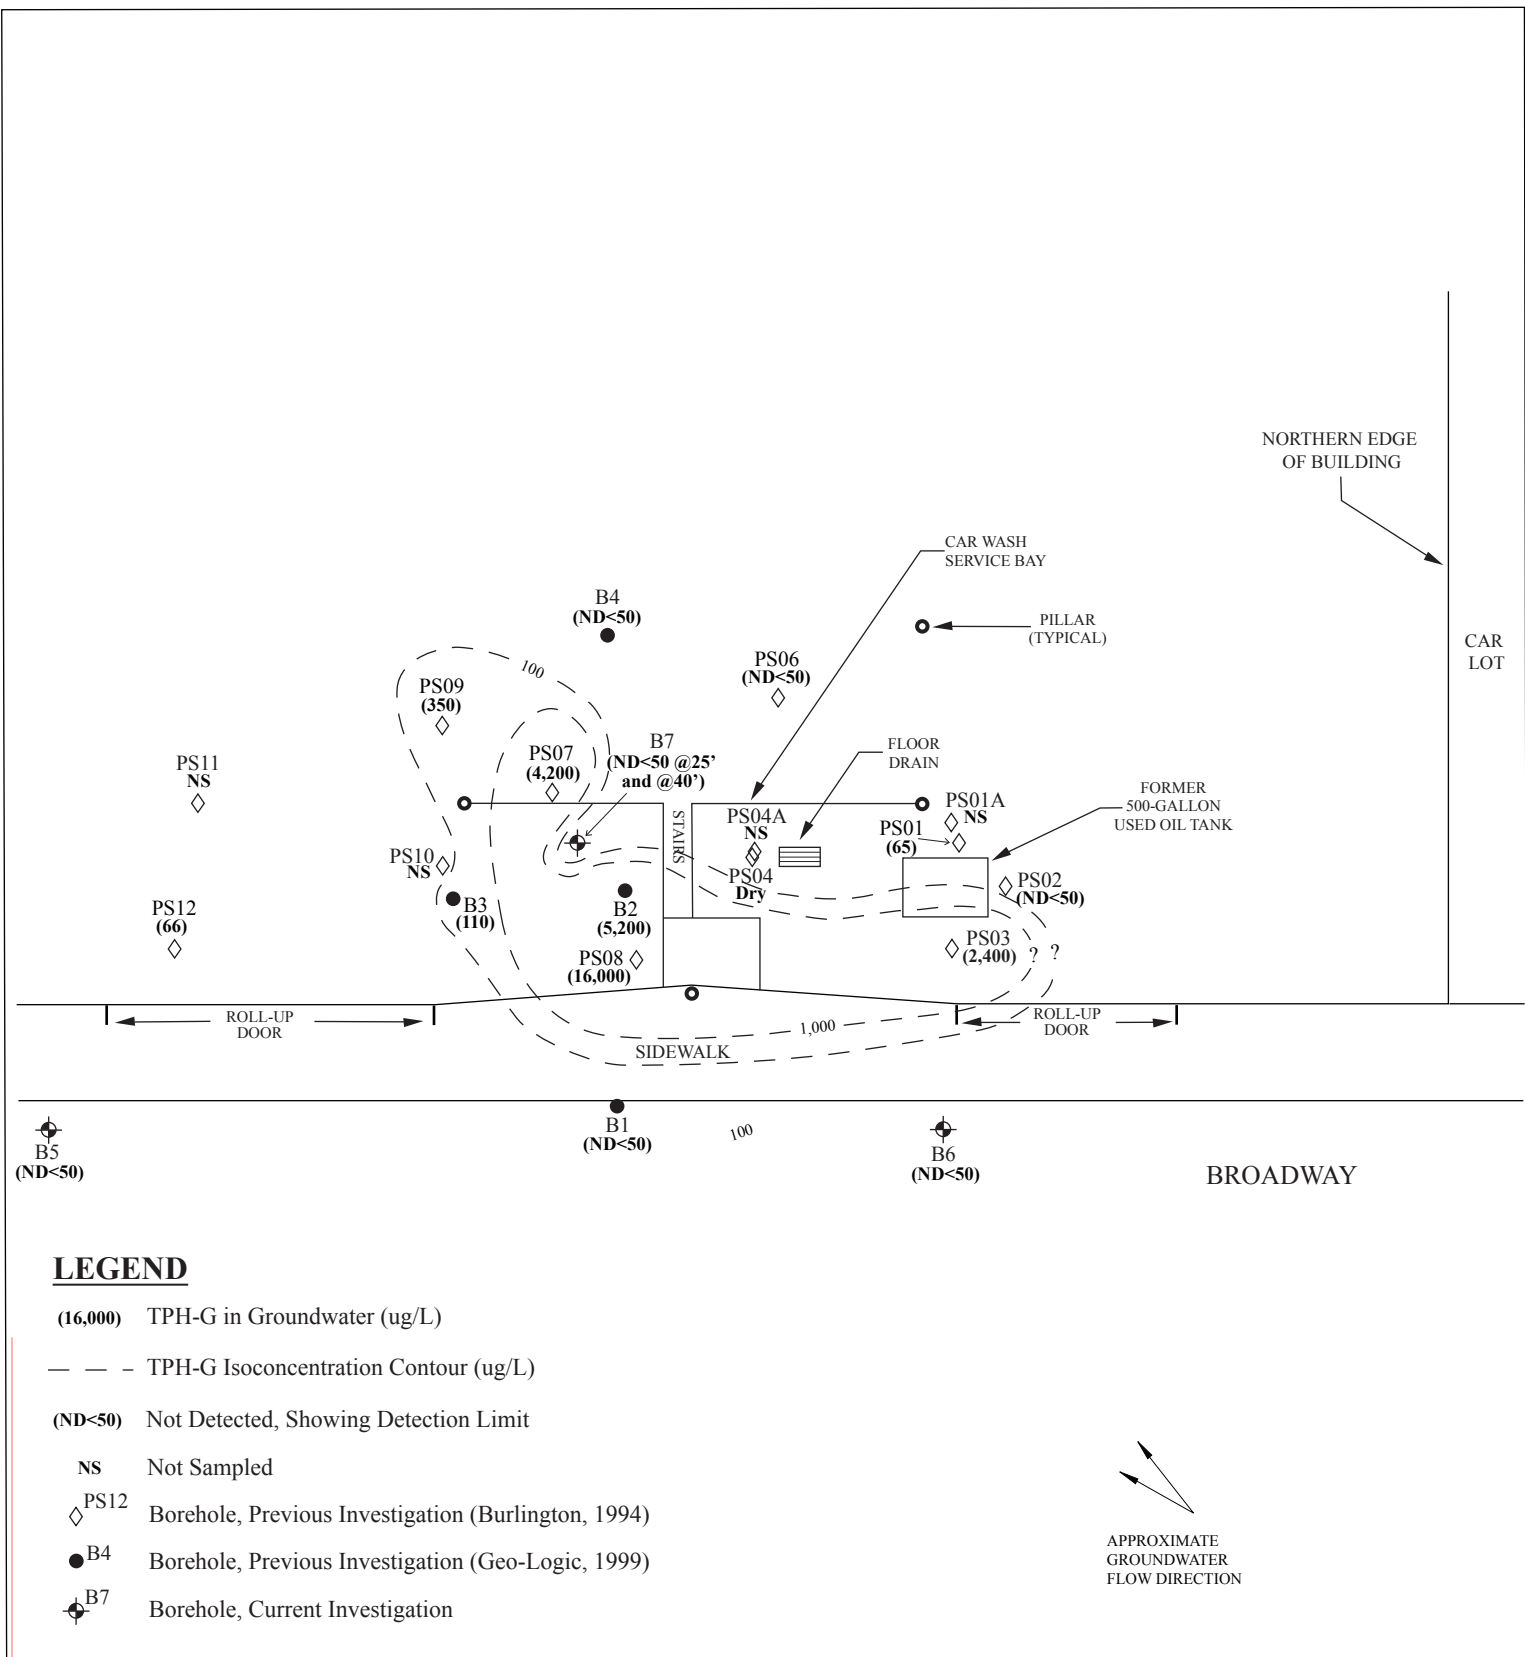 NORTHERN EDGE
OF BUILDING
CAR WASH
SERVICE BAY
B4
(ND<50)
PILLAR
(TYPICAL)
CAR
LOT
PS06
(ND<50)
100
PS09
(350)
B7
(ND<50 @25'
and @40')
PS07
(4,200)
FLOOR
DRAIN
PS11
NS
FORMER
500-GALLON
USED OIL TANK
PS01A
NS
PS04A
NS
STAIRS
PS01
(65)
PS10
NS
PS04
Dry
PS02
(ND<50)
PS12
(66)
B3
(110)
B2
(5,200)
PS03
(2,400)
? ?
PS08
(16,000)
ROLL-UP
DOOR
ROLL-UP
DOOR
1,000
SIDEWALK
B1
(ND<50)
100
B5
(ND<50)
B6
(ND<50)
BROADWAY
LEGEND
(16,000) TPH-G in Groundwater (ug/L)
TPH-G Isoconcentration Contour (ug/L)
(ND<50) Not Detected, Showing Detection Limit
NS Not Sampled
PS12 Borehole, Previous Investigation (Burlington, 1994)
B4 Borehole, Previous Investigation (Geo-Logic, 1999)
B7 Borehole, Current Investigation
APPROXIMATE
GROUNDWATER
FLOW DIRECTION